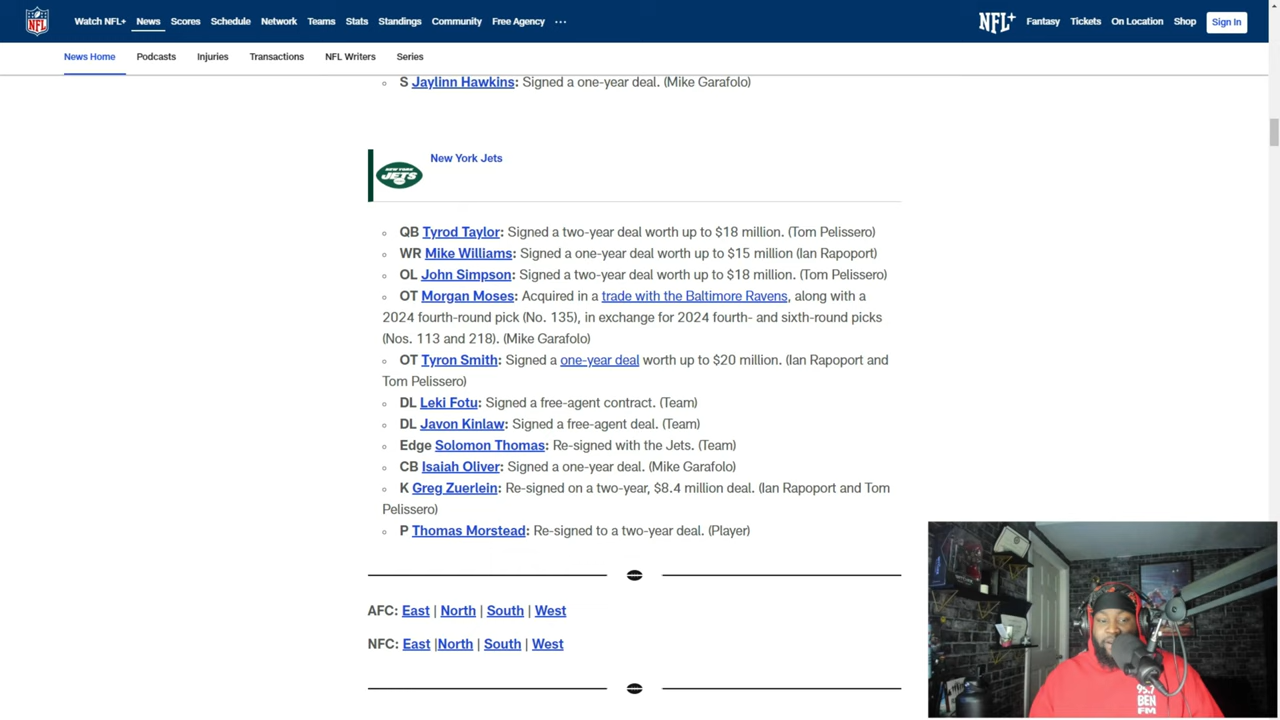 NFL
Watch NFL+ News Scores Schedule Network Teams Stats Standings Community Free Agency ...
NFL+ Fantasy Tickets On Location Shop Sign In
News Home Podcasts Injuries Transactions NFL Writers Series
S Jaylinn Hawkins: Signed a one-year deal. (Mike Garafolo)
NEW YORK
JETS
New York Jets
QB Tyrod Taylor: Signed a two-year deal worth up to $18 million. (Tom Pelissero)
WR Mike Williams: Signed a one-year deal worth up to $15 million (Ian Rapoport)
OL John Simpson: Signed a two-year deal worth up to $18 million. (Tom Pelissero)
OT Morgan Moses: Acquired in a trade with the Baltimore Ravens, along with a
2024 fourth-round pick (No. 135), in exchange for 2024 fourth- and sixth-round picks
(Nos. 113 and 218). (Mike Garafolo)
OT Tyron Smith: Signed a one-year deal worth up to $20 million. (Ian Rapoport and
Tom Pelissero)
DL Leki Fotu: Signed a free-agent contract. (Team)
DL Javon Kinlaw: Signed a free-agent deal. (Team)
Edge Solomon Thomas: Re-signed with the Jets. (Team)
CB Isaiah Oliver: Signed a one-year deal. (Mike Garafolo)
K Greg Zuerlein: Re-signed on a two-year, $8.4 million deal. (Ian Rapoport and Tom
Pelissero)
P Thomas Morstead: Re-signed to a two-year deal. (Player)
AFC: East | North | South | West
NFC: East |North | South | West
95.7
BEN
FM